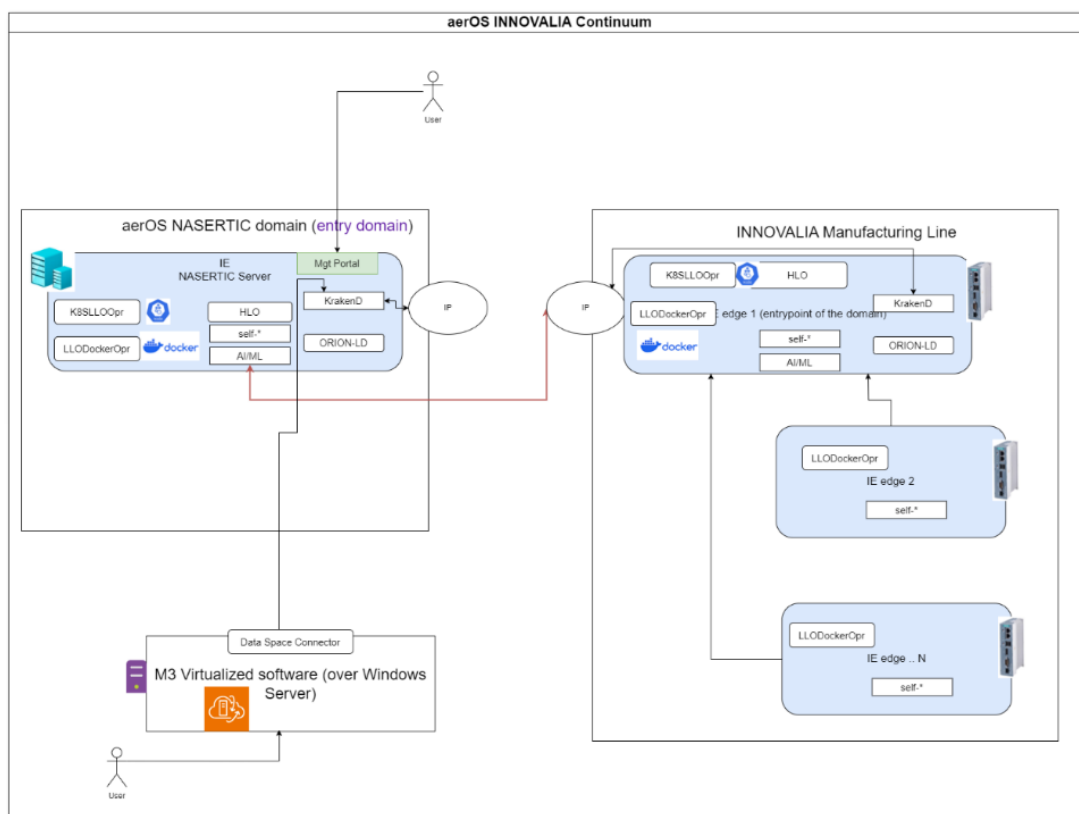 aerOS INNOVALIA Continuum
User
aerOS NASERTIC domain (entry domain)
IE
NASERTIC Server
Mgt Portal
K8SLLOOpr
HLO
KrakenD
self-*
LLODockerOpr
docker
ORION-LD
AI/ML
IP
IP
INNOVALIA Manufacturing Line
K8SLLOOpr
HLO
KrakenD
LLODockerOpr
E edge 1 (entrypoint of the domain)
docker
self-*
ORION-LD
AI/ML
LLODockerOpr
IE edge 2
self-*
LLODockerOpr
IE edge .. N
self-*
Data Space Connector
M3 Virtualized software (over Windows
Server)
User